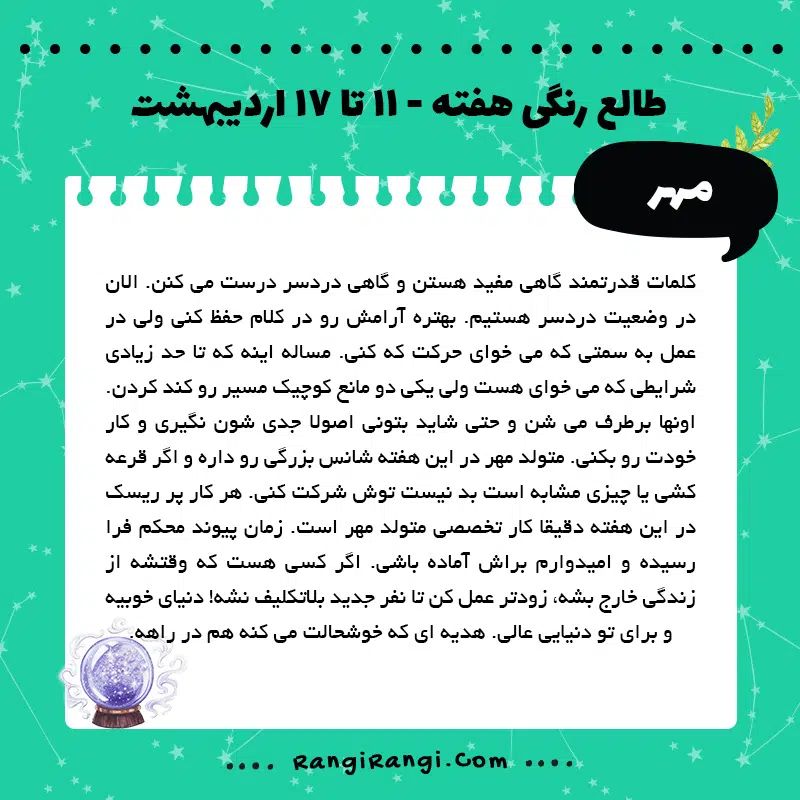 طالع رنگی هفته - ۱۱ تا ۱۷ اردیبهشت
مهر
کلمات قدرتمند گاهی مفید هستن و گاهی دردسر درست می کنن. الان
در وضعیت دردسر هستیم. بهتره آرامش رو در کلام حفظ کنی ولی در
عمل به سمتی که می خوای حرکت که کنی. مساله اینه که تا حد زیادی
شرایطی که می خوای هست ولی یکی دو مانع کوچیک مسیر رو کند کردن.
اونها برطرف می شن و حتی شاید بتونی اصولا جدی شون نگیری و کار
خودت رو بکنی. متولد مهر در این هفته شانس بزرگی رو داره و اگر قرعه
کشی یا چیزی مشابه است بد نیست توش شرکت کنی. هر کار پر ریسک
در این هفته دقیقا کار تخصصی متولد مهر است. زمان پیوند محکم فرا
رسیده و امیدوارم براش آماده باشی. اگر کسی هست که وقتشه از
زندگی خارج بشه، زودتر عمل کن تا نفر جدید بلاتکلیف نشه! دنیای خوبیه
و برای تو دنیایی عالی. هدیه ای که خوشحالت می کنه هم در راهه.
.... RangiRangi.Com ....